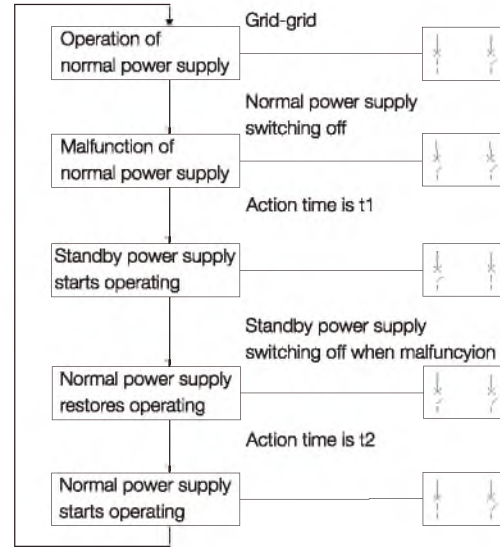 Grid-grid
Operation of
normal power supply
Normal power supply
switching off
Malfunction of
normal power supply
Action time is t1
Standby power supply
starts operating
Standby power supply
switching off when malfuncyion
Normal power supply
restores operating
Action time is t2
Normal power supply
starts operating